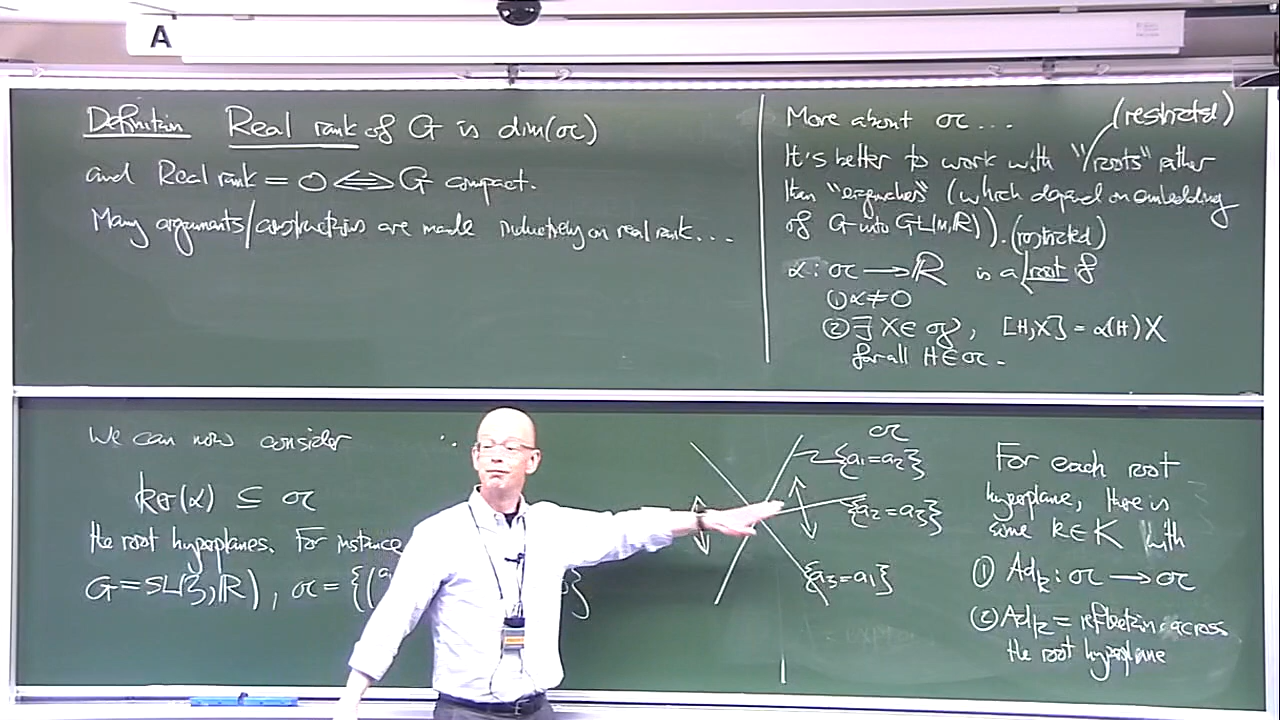 A
Definition Real rank of G is dim(𝔞)
and Real rank = 0 ⟺ G compact.
Many arguments/constructions are made inductively on real rank...
More about 𝔞... (restricted)
It's better to work with "roots" rather
than "eigenvalues" (which depend on embedding
of G into GL(n,ℝ)). (restricted)
α: 𝔞 → ℝ is a root if
① α≠0
② ∃ X ∈ 𝔤, [H,X] = α(H)X
for all H ∈ 𝔞.
We can now consider
ker(α) ⊆ 𝔞
the root hyperplanes. For instance
G = SL(3,ℝ), 𝔞 = {(a
𝔞
{a₁=a₂}
{a₂=a₃}
{a₃=a₁}
For each root
hyperplane, there is
some k∈K with
① Ad_k: 𝔞 → 𝔞
② Ad_k = reflection across
the root hyperplane